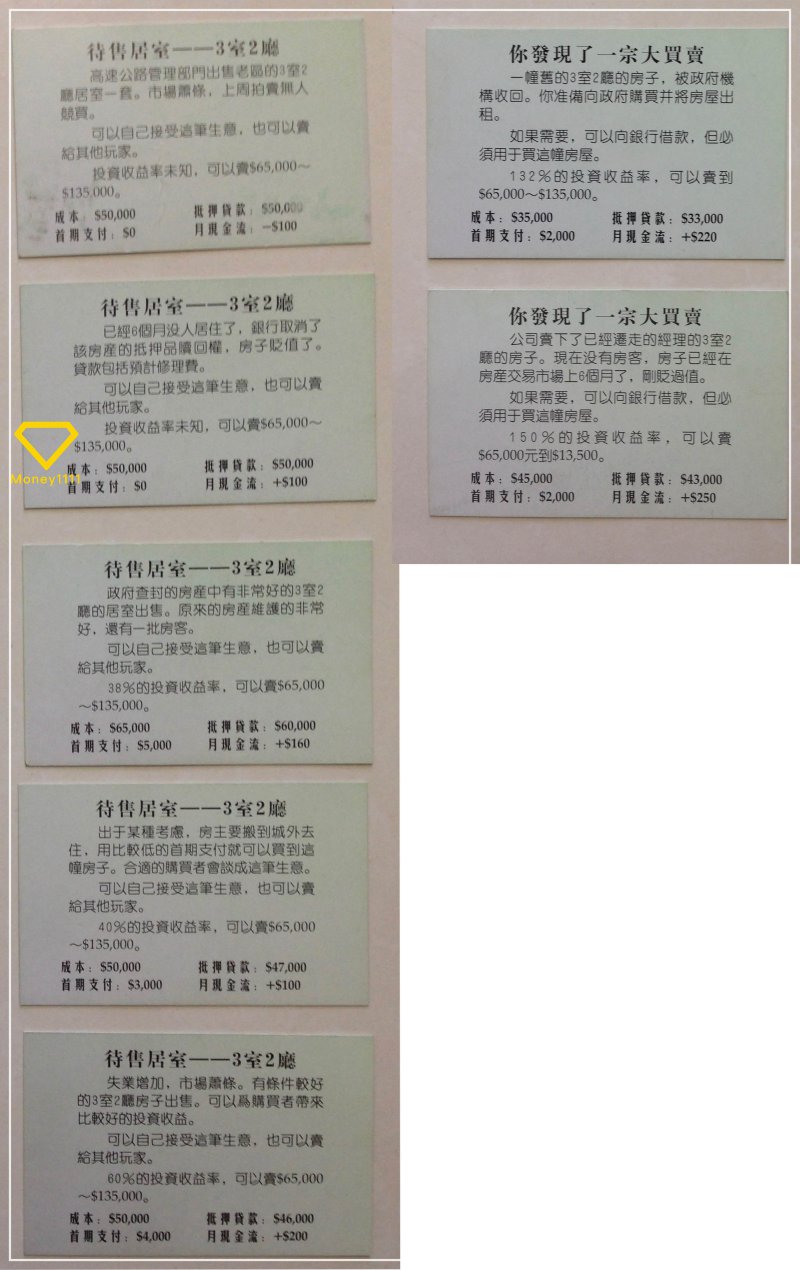 待售居室——3室2廳
高速公路管理部門出售老區的3室2
廳居室一套。市場蕭條，上周拍賣無人
競買。
可以自己接受這筆生意，也可以賣
給其他玩家。
投資收益率未知，可以賣$65,000～
$135,000。
成本：$50,000 抵押貸款：$50,000
首期支付：$0 月現金流：—$100
待售居室——3室2廳
已經6個月没人居住了，銀行取消了
該房産的抵押品贖回權，房子貶值了。
貸款包括預計修理費。
可以自己接受這筆生意，也可以賣
給其他玩家。
投資收益率未知，可以賣$65,000～
$135,000。
成本：$50,000 抵押貸款：$50,000
首期支付：$0 月現金流：+$100
Money1111
待售居室——3室2廳
政府查封的房産中有非常好的3室2
廳的居室出售。原來的房産維護的非常
好，還有一批房客。
可以自己接受這筆生意，也可以賣
給其他玩家。
38%的投資收益率，可以賣$65,000
～$135,000。
成本：$65,000 抵押貸款：$60,000
首期支付：$5,000 月現金流：+$160
待售居室——3室2廳
出于某種考慮，房主要搬到城外去
住，用比較低的首期支付就可以買到這
幢房子。合適的購買者會談成這筆生意。
可以自己接受這筆生意，也可以賣
給其他玩家。
40%的投資收益率，可以賣$65,000
～$135,000。
成本：$50,000 抵押貸款：$47,000
首期支付：$3,000 月現金流：+$100
待售居室——3室2廳
失業增加，市場蕭條。有條件較好
的3室2廳房子出售。可以爲購買者帶來
比較好的投資收益。
可以自己接受這筆生意，也可以賣
給其他玩家。
60%的投資收益率，可以賣$65,000
～$135,000。
成本：$50,000 抵押貸款：$46,000
首期支付：$4,000 月現金流：+$200
你發現了一宗大買賣
一幢舊的3室2廳的房子，被政府機
構收回。你准備向政府購買并將房屋出
租。
如果需要，可以向銀行借款，但必
須用于買這幢房屋。
132%的投資收益率，可以賣到
$65,000～$135,000。
成本：$35,000 抵押貸款：$33,000
首期支付：$2,000 月現金流：+$220
你發現了一宗大買賣
公司賣下了已經遷走的經理的3室2
廳的房子。現在没有房客，房子已經在
房産交易市場上6個月了，剛貶過值。
如果需要，可以向銀行借款，但必
須用于買這幢房屋。
150%的投資收益率，可以賣
$65,000元到$13,500。
成本：$45,000 抵押貸款：$43,000
首期支付：$2,000 月現金流：+$250